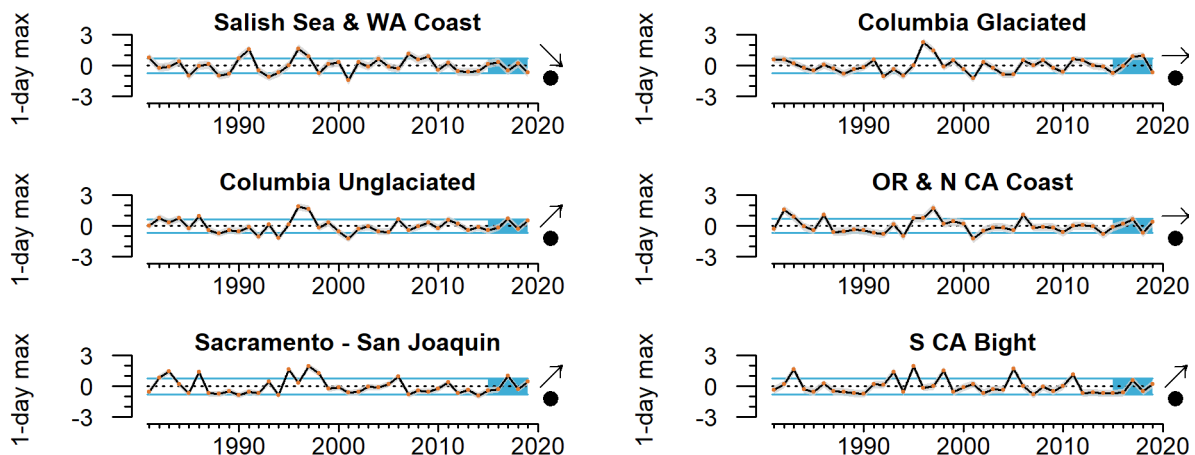 Salish Sea & WA Coast
1-day max
3
0
-3
1990 2000 2010 2020
Columbia Glaciated
1-day max
3
0
-3
1990 2000 2010 2020
Columbia Unglaciated
1-day max
3
0
-3
1990 2000 2010 2020
OR & N CA Coast
1-day max
3
0
-3
1990 2000 2010 2020
Sacramento - San Joaquin
1-day max
3
0
-3
1990 2000 2010 2020
S CA Bight
1-day max
3
0
-3
1990 2000 2010 2020